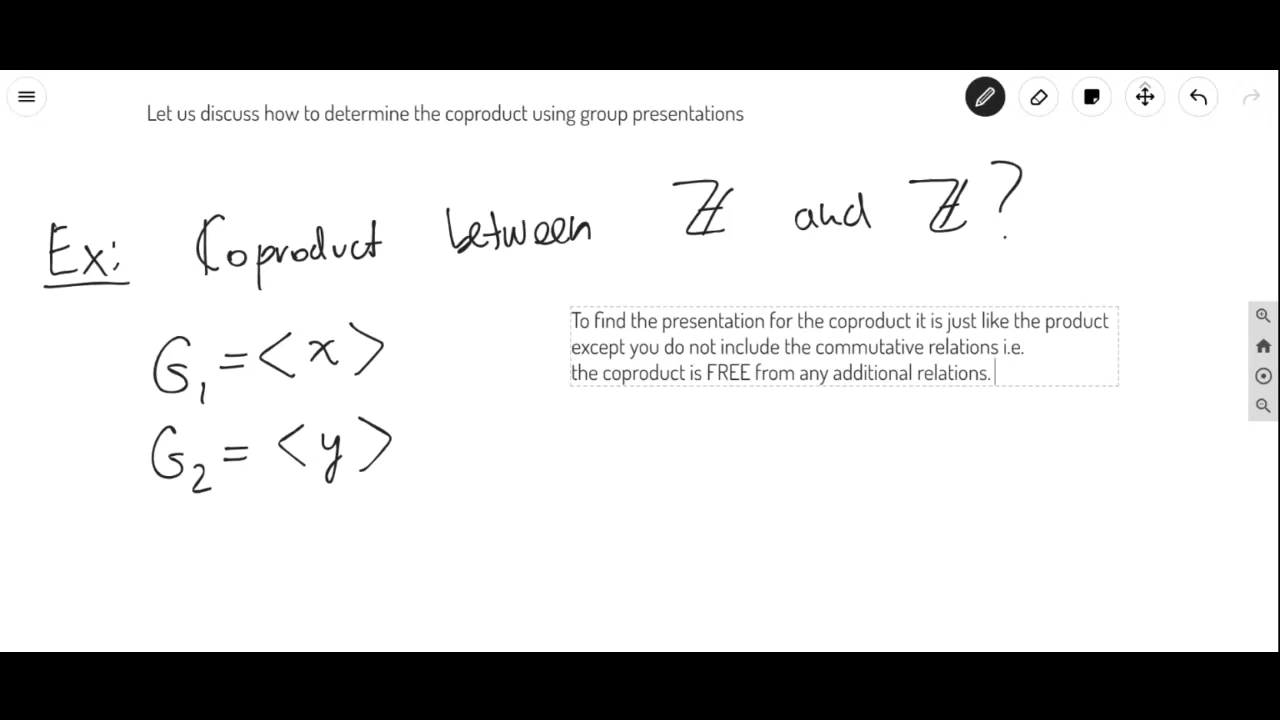 Let us discuss how to determine the coproduct using group presentations
Ex: Coproduct between ℤ and ℤ?
To find the presentation for the coproduct it is just like the product
except you do not include the commutative relations i.e.
the coproduct is FREE from any additional relations.
G₁ = <x>
G₂ = <y>